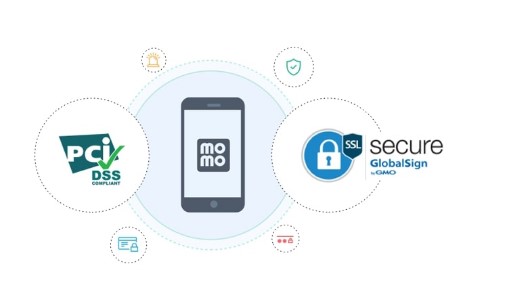 PCi
DSS
COMPLIANT
mo
mo
SSL
secure
GlobalSign
by GMO